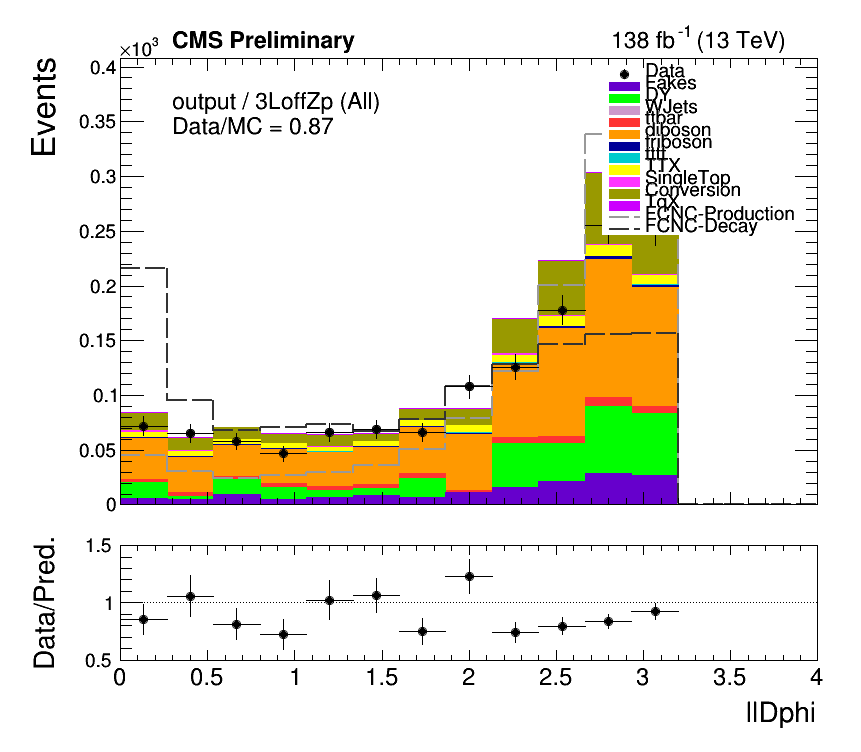 ×10³ CMS Preliminary 138 fb⁻¹ (13 TeV)
Events
0.4
0.35
0.3
0.25
0.2
0.15
0.1
0.05
0
output / 3LoffZp (All)
Data/MC = 0.87
Data
Fakes
DY
WJets
ttbar
diboson
triboson
tttt
TTX
SingleTop
Conversion
TqX
FCNC-Production
FCNC-Decay
Data/Pred.
1.5
1
0.5
0 0.5 1 1.5 2 2.5 3 3.5 4
llDphi